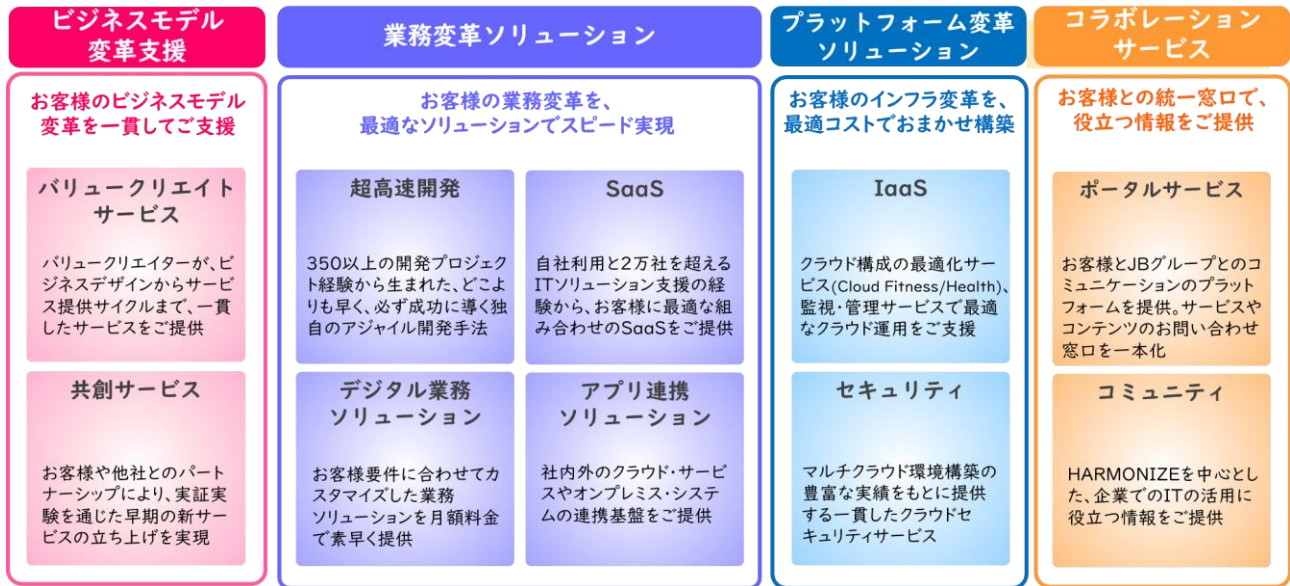 ビジネスモデル
変革支援
お客様のビジネスモデル
変革を一貫してご支援
バリュークリエイト
サービス
バリュークリエイターが、ビ
ジネスデザインからサービ
ス提供サイクルまで、一貫
したサービスをご提供
共創サービス
お客様や他社とのパート
ナーシップにより、実証実
験を通じた早期の新サー
ビスの立ち上げを実現
業務変革ソリューション
お客様の業務変革を、
最適なソリューションでスピード実現
超高速開発
350以上の開発プロジェク
ト経験から生まれた、どこよ
りも早く、必ず成功に導く独
自のアジャイル開発手法
SaaS
自社利用と2万社を超える
ITソリューション支援の経
験から、お客様に最適な組
み合わせのSaaSをご提供
デジタル業務
ソリューション
お客様要件に合わせてカ
スタマイズした業務
ソリューションを月額料金
で素早く提供
アプリ連携
ソリューション
社内外のクラウド・サービ
スやオンプレミス・システ
ムの連携基盤をご提供
プラットフォーム変革
ソリューション
お客様のインフラ変革を、
最適コストでおまかせ構築
IaaS
クラウド構成の最適化サー
ビス(Cloud Fitness/Health)、
監視・管理サービスで最適
なクラウド運用をご支援
セキュリティ
マルチクラウド環境構築の
豊富な実績をもとに提供
する一貫したクラウドセ
キュリティサービス
コラボレーション
サービス
お客様との統一窓口で、
役立つ情報をご提供
ポータルサービス
お客様とJBグループとのコ
ミュニケーションのプラット
フォームを提供。サービスや
コンテンツのお問い合わせ
窓口を一本化
コミュニティ
HARMONIZEを中心とし
た、企業でのITの活用に
役立つ情報をご提供